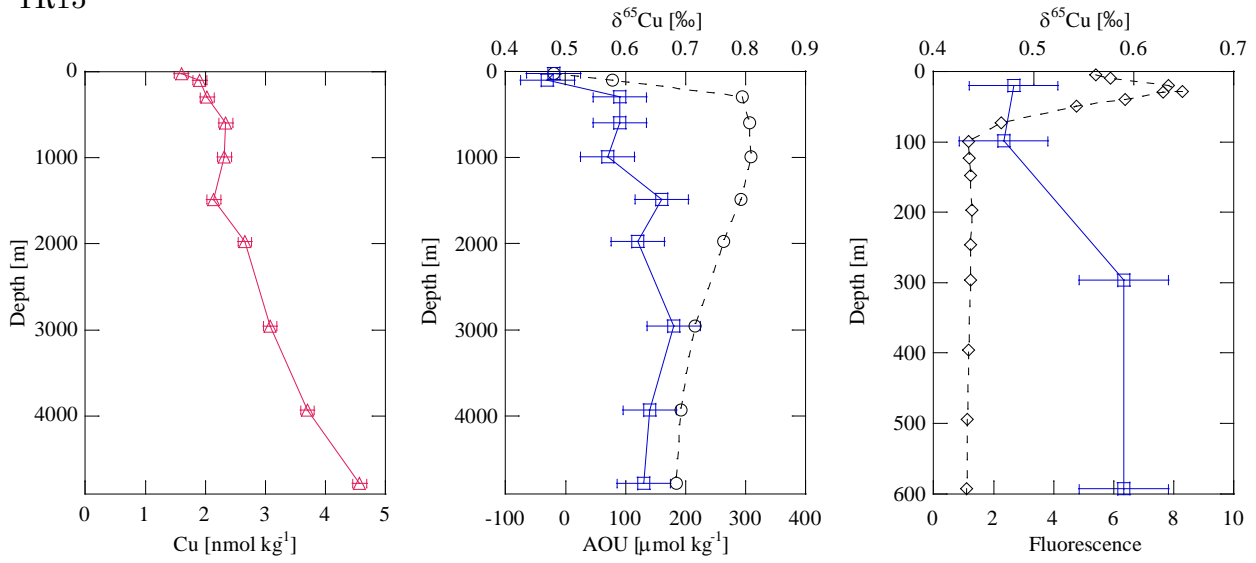 TR15
0
1000
2000
3000
4000
Depth [m]
0 1 2 3 4 5
Cu [nmol kg-1]
δ65Cu [‰]
0.4 0.5 0.6 0.7 0.8 0.9
0
1000
2000
3000
4000
Depth [m]
-100 0 100 200 300 400
AOU [μmol kg-1]
δ65Cu [‰]
0.4 0.5 0.6 0.7
0
100
200
300
400
500
600
Depth [m]
0 2 4 6 8 10
Fluorescence